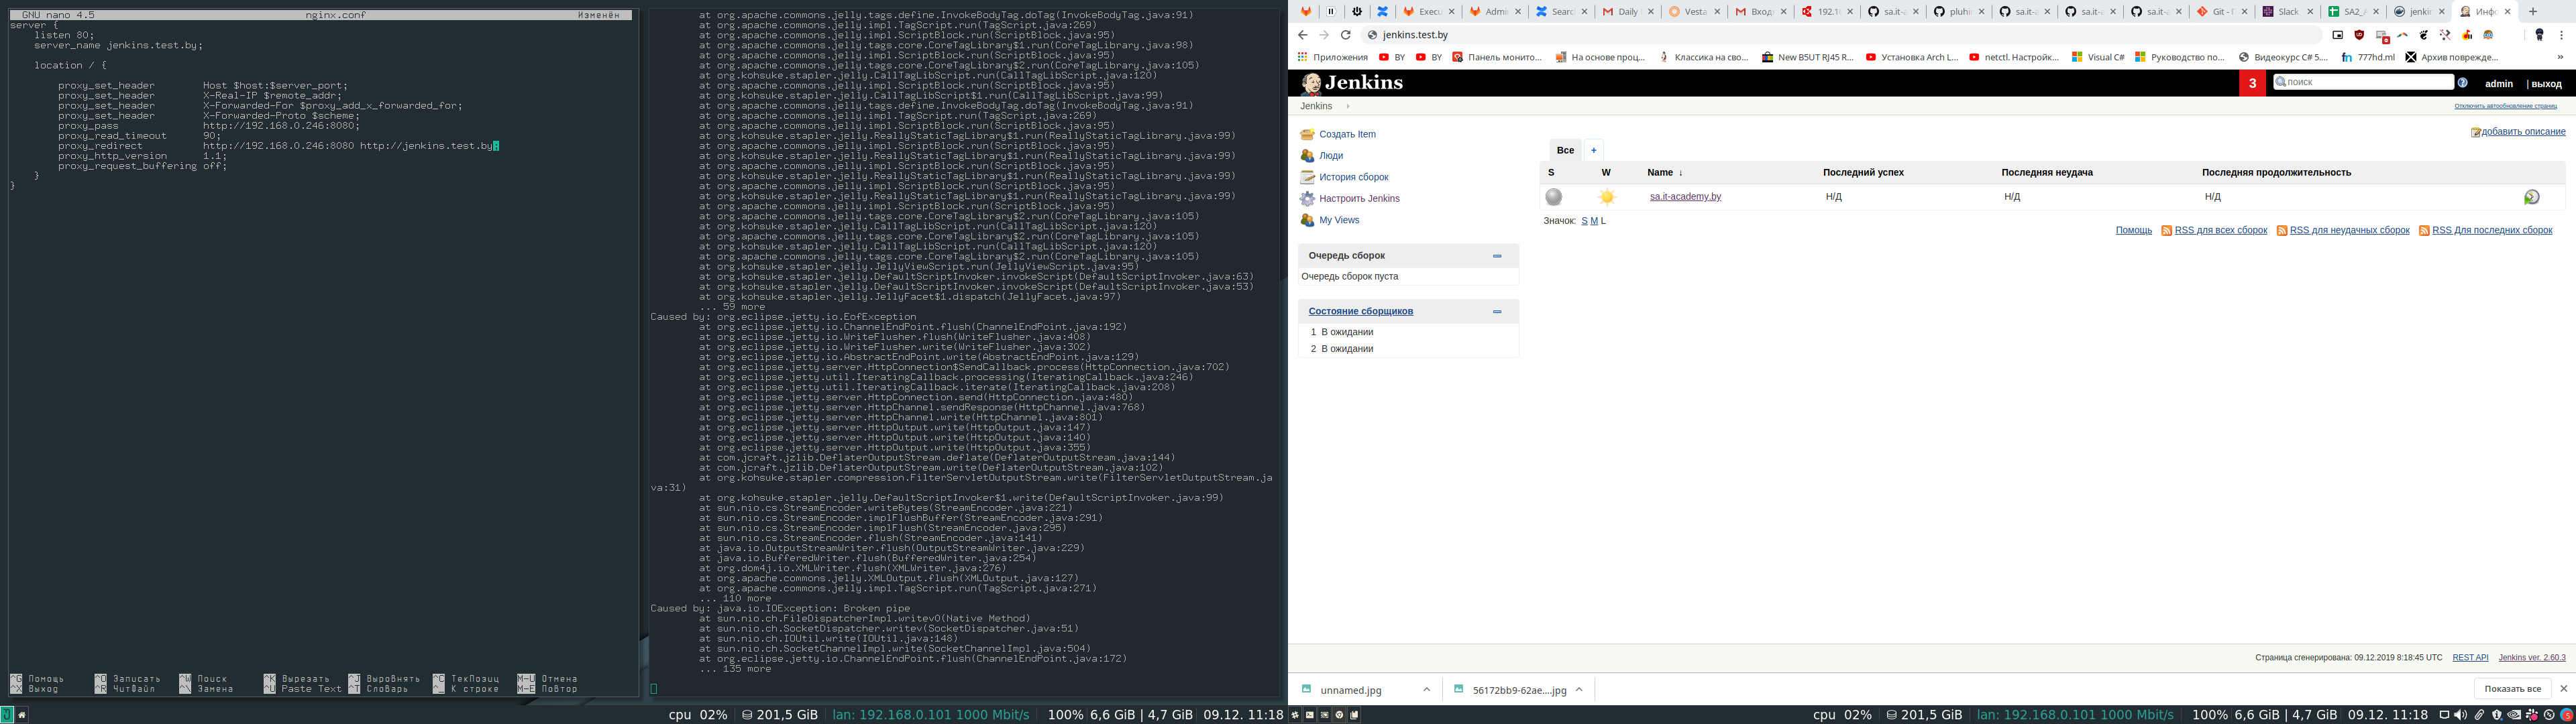 GNU nano 4.5 nginx.conf Изменён
server {
listen 80;
server_name jenkins.test.by;
location / {
proxy_set_header Host $host:$server_port;
proxy_set_header X-Real-IP $remote_addr;
proxy_set_header X-Forwarded-For $proxy_add_x_forwarded_for;
proxy_set_header X-Forwarded-Proto $scheme;
proxy_pass http://192.168.0.246:8080;
proxy_read_timeout 90;
proxy_redirect http://192.168.0.246:8080 http://jenkins.test.by;
proxy_http_version 1.1;
proxy_request_buffering off;
}
}
^G Помощь ^O Записать ^W Поиск ^K Вырезать ^J Выровнять ^C ТекПозиц M-U Отмена
^X Выход ^R ЧитФайл ^\ Замена ^U Paste Text ^T Словарь ^_ К строке M-E Повтор
at org.apache.commons.jelly.tags.define.InvokeBodyTag.doTag(InvokeBodyTag.java:91)
at org.apache.commons.jelly.impl.TagScript.run(TagScript.java:269)
at org.apache.commons.jelly.impl.ScriptBlock.run(ScriptBlock.java:95)
at org.apache.commons.jelly.tags.core.CoreTagLibrary$1.run(CoreTagLibrary.java:98)
at org.apache.commons.jelly.impl.ScriptBlock.run(ScriptBlock.java:95)
at org.apache.commons.jelly.tags.core.CoreTagLibrary$2.run(CoreTagLibrary.java:105)
at org.kohsuke.stapler.jelly.CallTagLibScript.run(CallTagLibScript.java:120)
at org.apache.commons.jelly.impl.ScriptBlock.run(ScriptBlock.java:95)
at org.kohsuke.stapler.jelly.CallTagLibScript$1.run(CallTagLibScript.java:99)
at org.apache.commons.jelly.tags.define.InvokeBodyTag.doTag(InvokeBodyTag.java:91)
at org.apache.commons.jelly.impl.TagScript.run(TagScript.java:269)
at org.apache.commons.jelly.impl.ScriptBlock.run(ScriptBlock.java:95)
at org.kohsuke.stapler.jelly.ReallyStaticTagLibrary$1.run(ReallyStaticTagLibrary.java:99)
at org.apache.commons.jelly.impl.ScriptBlock.run(ScriptBlock.java:95)
at org.kohsuke.stapler.jelly.ReallyStaticTagLibrary$1.run(ReallyStaticTagLibrary.java:99)
at org.apache.commons.jelly.impl.ScriptBlock.run(ScriptBlock.java:95)
at org.kohsuke.stapler.jelly.ReallyStaticTagLibrary$1.run(ReallyStaticTagLibrary.java:99)
at org.apache.commons.jelly.impl.ScriptBlock.run(ScriptBlock.java:95)
at org.kohsuke.stapler.jelly.ReallyStaticTagLibrary$1.run(ReallyStaticTagLibrary.java:99)
at org.apache.commons.jelly.impl.ScriptBlock.run(ScriptBlock.java:95)
at org.apache.commons.jelly.tags.core.CoreTagLibrary$2.run(CoreTagLibrary.java:105)
at org.kohsuke.stapler.jelly.CallTagLibScript.run(CallTagLibScript.java:120)
at org.apache.commons.jelly.tags.core.CoreTagLibrary$2.run(CoreTagLibrary.java:105)
at org.kohsuke.stapler.jelly.CallTagLibScript.run(CallTagLibScript.java:120)
at org.apache.commons.jelly.tags.core.CoreTagLibrary$2.run(CoreTagLibrary.java:105)
at org.kohsuke.stapler.jelly.JellyViewScript.run(JellyViewScript.java:95)
at org.kohsuke.stapler.jelly.DefaultScriptInvoker.invokeScript(DefaultScriptInvoker.java:63)
at org.kohsuke.stapler.jelly.DefaultScriptInvoker.invokeScript(DefaultScriptInvoker.java:53)
at org.kohsuke.stapler.jelly.JellyFacet$1.dispatch(JellyFacet.java:97)
... 59 more
Caused by: org.eclipse.jetty.io.EofException
at org.eclipse.jetty.io.ChannelEndPoint.flush(ChannelEndPoint.java:192)
at org.eclipse.jetty.io.WriteFlusher.flush(WriteFlusher.java:408)
at org.eclipse.jetty.io.WriteFlusher.write(WriteFlusher.java:302)
at org.eclipse.jetty.io.AbstractEndPoint.write(AbstractEndPoint.java:129)
at org.eclipse.jetty.server.HttpConnection$SendCallback.process(HttpConnection.java:702)
at org.eclipse.jetty.util.IteratingCallback.processing(IteratingCallback.java:246)
at org.eclipse.jetty.util.IteratingCallback.iterate(IteratingCallback.java:208)
at org.eclipse.jetty.server.HttpConnection.send(HttpConnection.java:480)
at org.eclipse.jetty.server.HttpChannel.sendResponse(HttpChannel.java:768)
at org.eclipse.jetty.server.HttpChannel.write(HttpChannel.java:801)
at org.eclipse.jetty.server.HttpOutput.write(HttpOutput.java:147)
at org.eclipse.jetty.server.HttpOutput.write(HttpOutput.java:140)
at org.eclipse.jetty.server.HttpOutput.write(HttpOutput.java:355)
at com.jcraft.jzlib.DeflaterOutputStream.deflate(DeflaterOutputStream.java:144)
at com.jcraft.jzlib.DeflaterOutputStream.write(DeflaterOutputStream.java:102)
at org.kohsuke.stapler.compression.FilterServletOutputStream.write(FilterServletOutputStream.ja
va:31)
at org.kohsuke.stapler.jelly.DefaultScriptInvoker$1.write(DefaultScriptInvoker.java:99)
at sun.nio.cs.StreamEncoder.writeBytes(StreamEncoder.java:221)
at sun.nio.cs.StreamEncoder.implFlushBuffer(StreamEncoder.java:291)
at sun.nio.cs.StreamEncoder.implFlush(StreamEncoder.java:295)
at sun.nio.cs.StreamEncoder.flush(StreamEncoder.java:141)
at java.io.OutputStreamWriter.flush(OutputStreamWriter.java:229)
at java.io.BufferedWriter.flush(BufferedWriter.java:254)
at org.dom4j.io.XMLWriter.flush(XMLWriter.java:276)
at org.apache.commons.jelly.XMLOutput.flush(XMLOutput.java:127)
at org.apache.commons.jelly.impl.TagScript.run(TagScript.java:271)
... 110 more
Caused by: java.io.IOException: Broken pipe
at sun.nio.ch.FileDispatcherImpl.writev0(Native Method)
at sun.nio.ch.SocketDispatcher.writev(SocketDispatcher.java:51)
at sun.nio.ch.IOUtil.write(IOUtil.java:148)
at sun.nio.ch.SocketChannelImpl.write(SocketChannelImpl.java:504)
at org.eclipse.jetty.io.ChannelEndPoint.flush(ChannelEndPoint.java:172)
... 135 more
Execu Admin Searc Daily Vesta Вход 192.1 sa.it-a pluhi sa.it-a sa.it-a sa.it-a Git - Slack SA2_A jenkin Инфо
jenkins.test.by
Приложения BY BY Панель монито... На основе проц... Классика на сво... New B5UT RJ45 R... Установка Arch L... netctl. Настройк... Visual C# Руководство по... Видеокурс C# 5.... 777hd.ml Архив поврежде... »
Jenkins 3 поиск admin | выход
Jenkins Отключить автообновление страниц
Создать Item
Люди
История сборок
Настроить Jenkins
My Views
Очередь сборок
Очередь сборок пуста
Состояние сборщиков
1 В ожидании
2 В ожидании
добавить описание
Все +
S W Name ↓ Последний успех Последняя неудача Последняя продолжительность
sa.it-academy.by Н/Д Н/Д Н/Д
Значок: S M L
Помощь RSS для всех сборок RSS для неудачных сборок RSS Для последних сборок
Страница сгенерирована: 09.12.2019 8:18:45 UTC REST API Jenkins ver. 2.60.3
unnamed.jpg 56172bb9-62ae....jpg Показать все
cpu 02% 201,5 GiB lan: 192.168.0.101 1000 Mbit/s 100% 6,6 GiB | 4,7 GiB 09.12. 11:18
cpu 02% 201,5 GiB lan: 192.168.0.101 1000 Mbit/s 100% 6,6 GiB | 4,7 GiB 09.12. 11:18